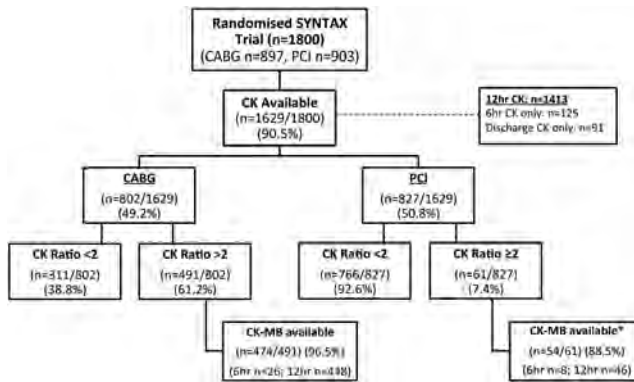 Randomised SYNTAX
Trial (n=1800)
(CABG n=897, PCI n=903)
CK Available
(n=1629/1800)
(90.5%)
12hr CK: n=1413
6hr CK only: n=125
Discharge CK only: n=91
CABG
(n=802/1629)
(49.2%)
PCI
(n=827/1629)
(50.8%)
CK Ratio <2
(n=311/802)
(38.8%)
CK Ratio >2
(n=491/802)
(61.2%)
CK Ratio <2
(n=766/827)
(92.6%)
CK Ratio ≥2
(n=61/827)
(7.4%)
CK-MB available
(n=474/491) (96.5%)
(6hr n=26; 12hr n=448)
CK-MB available*
(n=54/61) (88.5%)
(6hr n=8; 12hr n=46)